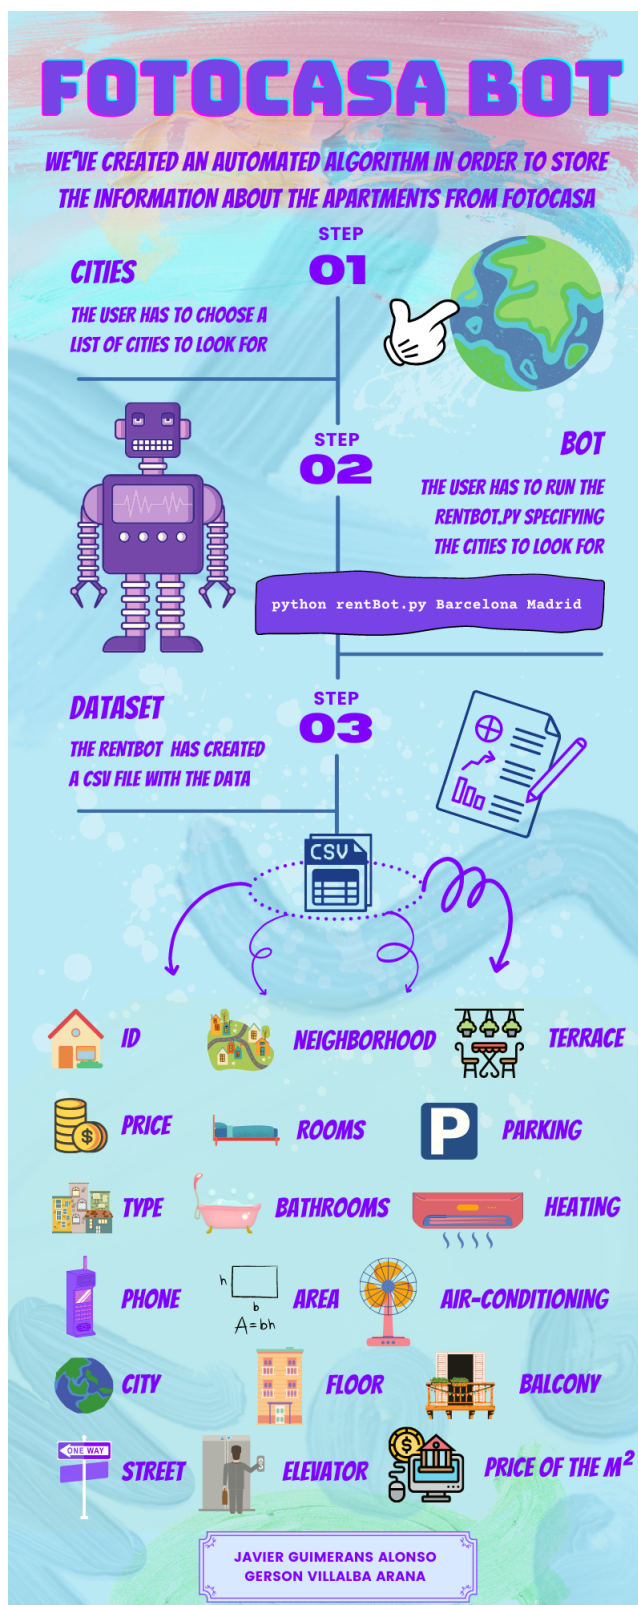 FOTOCASA BOT
WE'VE CREATED AN AUTOMATED ALGORITHM IN ORDER TO STORE
THE INFORMATION ABOUT THE APARTMENTS FROM FOTOCASA
STEP
01
CITIES
THE USER HAS TO CHOOSE A
LIST OF CITIES TO LOOK FOR
STEP
02
BOT
THE USER HAS TO RUN THE
RENTBOT.PY SPECIFYING
THE CITIES TO LOOK FOR
python rentBot.py Barcelona Madrid
STEP
03
DATASET
THE RENTBOT HAS CREATED
A CSV FILE WITH THE DATA
CSV
ID
NEIGHBORHOOD
TERRACE
PRICE
ROOMS
P
PARKING
TYPE
BATHROOMS
HEATING
PHONE
h
b
A=bh
AREA
AIR-CONDITIONING
CITY
FLOOR
BALCONY
ONE WAY
STREET
ELEVATOR
PRICE OF THE M²
JAVIER GUIMERANS ALONSO
GERSON VILLALBA ARANA